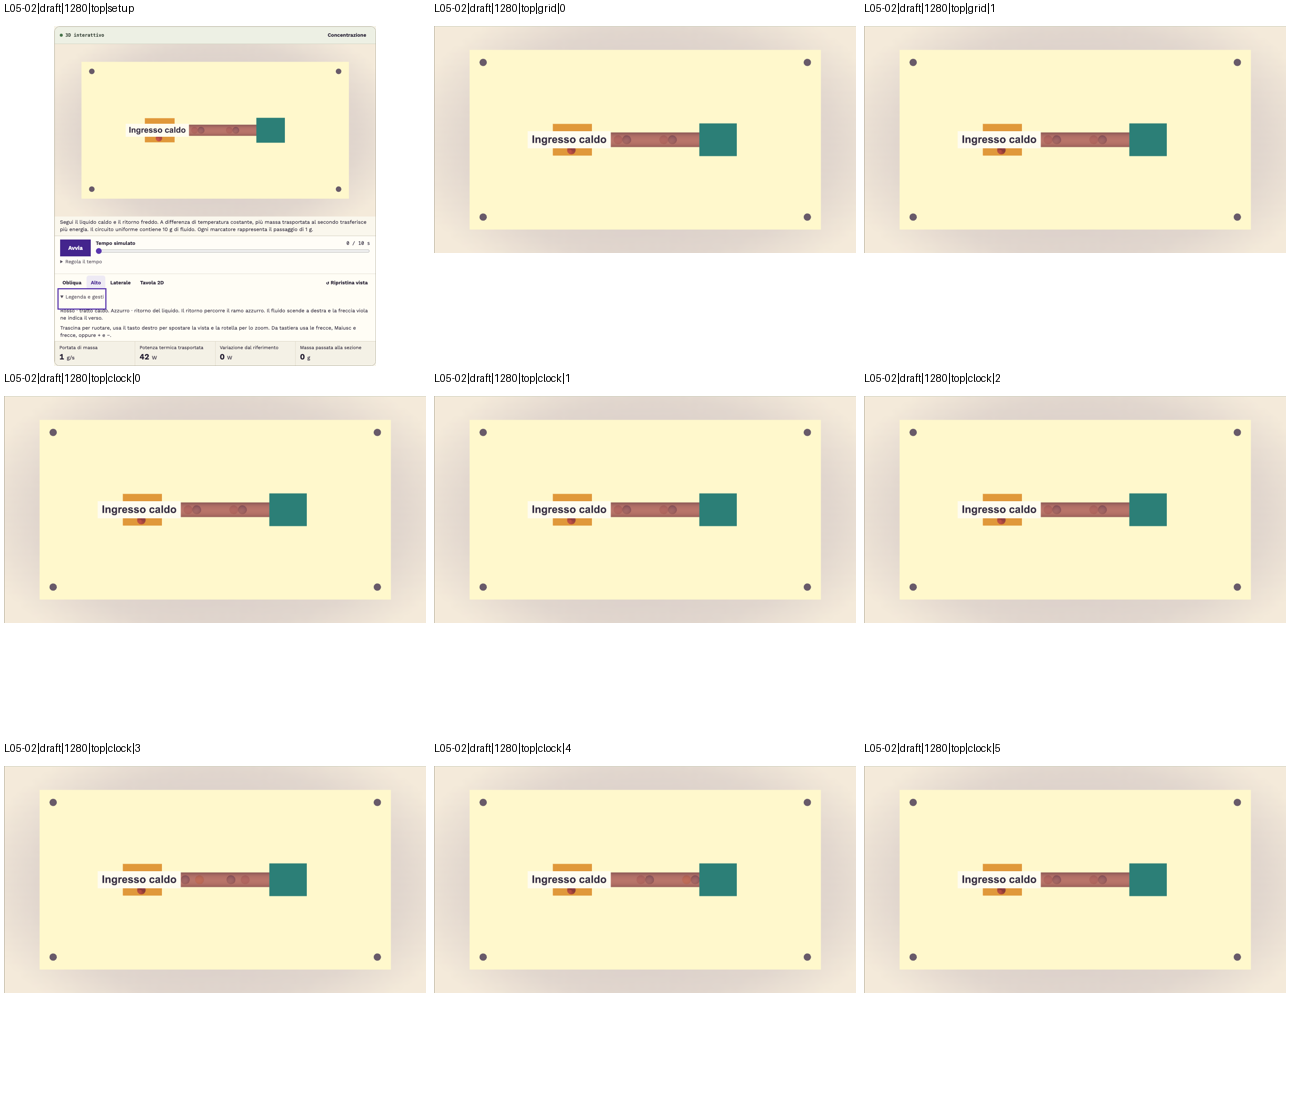 L05-02|draft|1280|top|setup
L05-02|draft|1280|top|grid|0
L05-02|draft|1280|top|grid|1
3D interattivo
Concentrazione
Ingresso caldo
Ingresso caldo
Ingresso caldo
Segui il liquido caldo e il ritorno freddo. A differenza di temperatura costante, più massa trasportata al secondo trasferisce
più energia. Il circuito uniforme contiene 10 g di fluido. Ogni marcatore rappresenta il passaggio di 1 g.
Avvia
Tempo simulato
0 / 10 s
▸ Regola il tempo
Obliqua Alto Laterale Tavola 2D
↺ Ripristina vista
▾ Legenda e gesti
Rosso · tratto caldo. Azzurro · ritorno del liquido. Il ritorno percorre il ramo azzurro. Il fluido scende a destra e la freccia viola
ne indica il verso.
Trascina per ruotare, usa il tasto destro per spostare la vista e la rotella per lo zoom. Da tastiera usa le frecce, Maiusc e
frecce, oppure + e −.
Portata di massa
1 g/s
Potenza termica trasportata
42 W
Variazione dal riferimento
0 W
Massa passata alla sezione
0 g
L05-02|draft|1280|top|clock|0
L05-02|draft|1280|top|clock|1
L05-02|draft|1280|top|clock|2
Ingresso caldo
Ingresso caldo
Ingresso caldo
L05-02|draft|1280|top|clock|3
L05-02|draft|1280|top|clock|4
L05-02|draft|1280|top|clock|5
Ingresso caldo
Ingresso caldo
Ingresso caldo